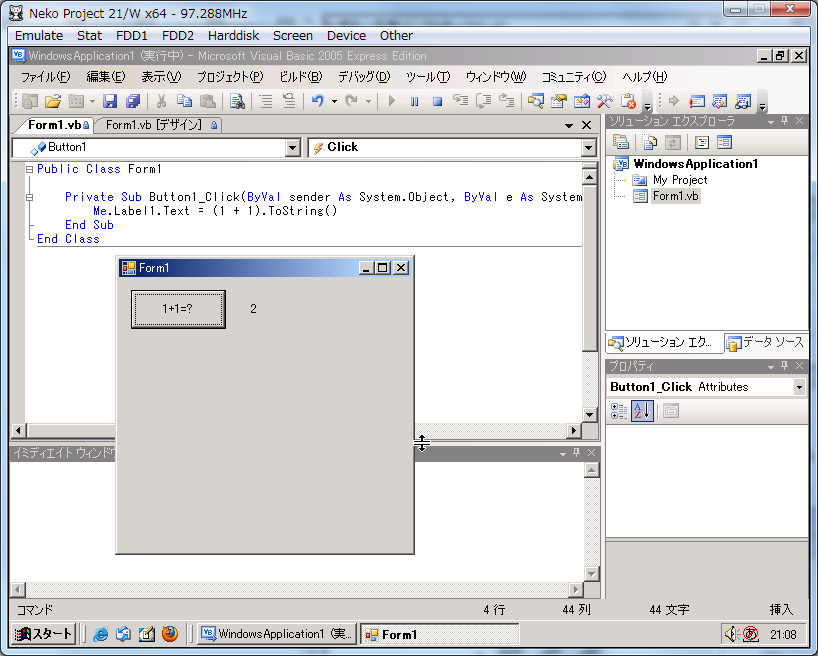 Neko Project 21/W x64 - 97.288MHz
Emulate Stat FDD1 FDD2 Harddisk Screen Device Other
WindowsApplication1 (実行中) - Microsoft Visual Basic 2005 Express Edition
ファイル(F) 編集(E) 表示(V) プロジェクト(P) ビルド(B) デバッグ(D) ツール(T) ウィンドウ(W) コミュニティ(C) ヘルプ(H)
Form1.vb Form1.vb [デザイン]
Button1 Click
Public Class Form1
Private Sub Button1_Click(ByVal sender As System.Object, ByVal e As System
Me.Label1.Text = (1 + 1).ToString()
End Sub
End Class
Form1
1+1=? 2
イミディエイト ウィンドウ
ソリューション エクスプローラ
WindowsApplication1
My Project
Form1.vb
ソリューション エク... データ ソース
プロパティ
Button1_Click Attributes
コマンド 4 行 44 列 44 文字 挿入
スタート WindowsApplication1 (実... Form1 21:08